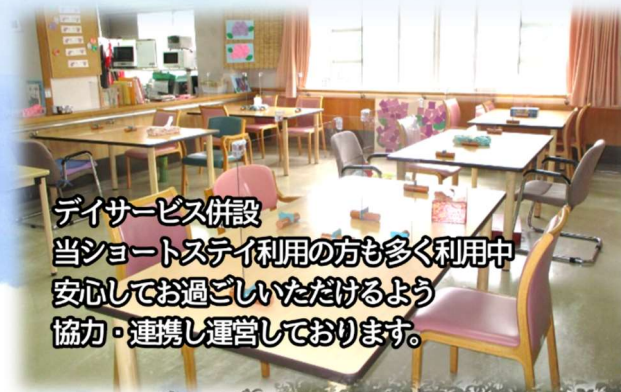 デイサービス併設
当ショートステイ利用の方も多く利用中
安心してお過ごしいただけるよう
協力・連携し運営しております。